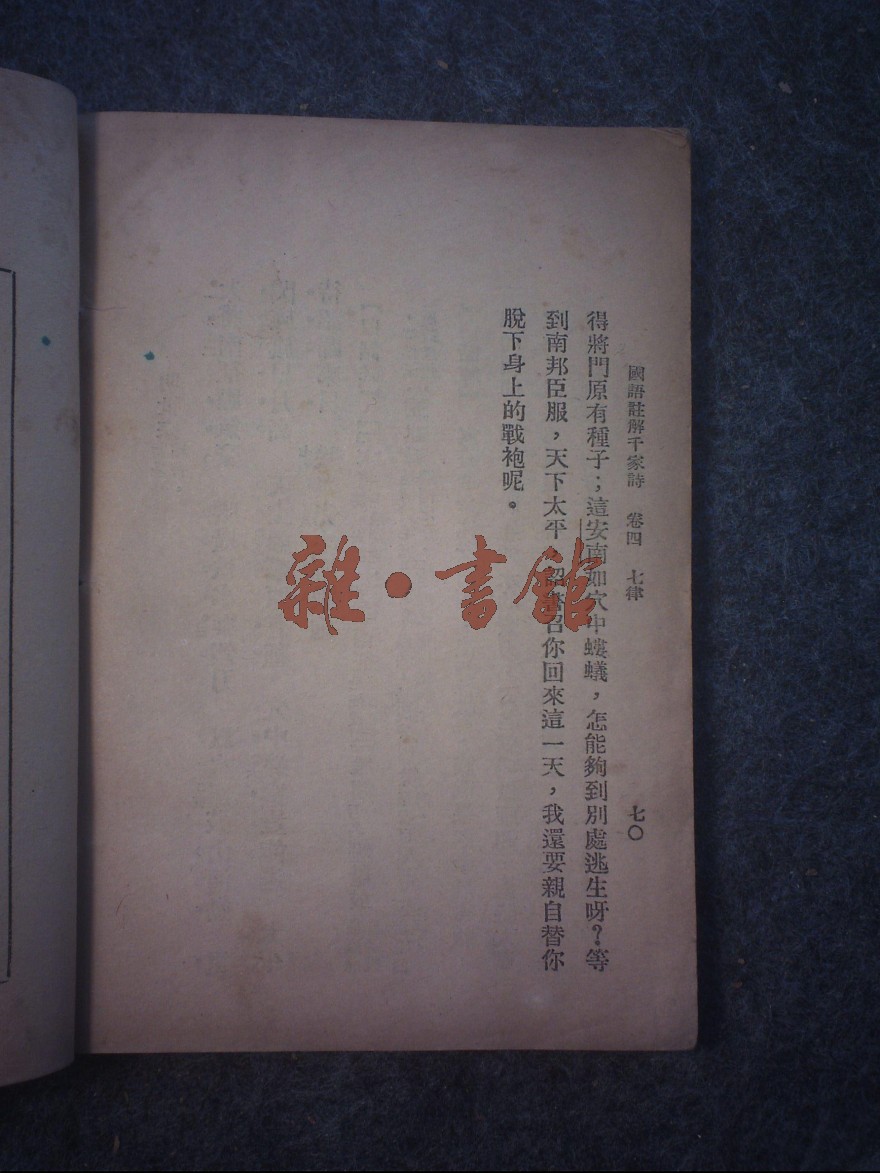 國語註解千家詩 卷四 七律 七〇
得將門原有種子；這安南如穴中螻蟻，怎能夠到別處逃生呀？等
到南邦臣服，天下太平，詔書召你回來這一天，我還要親自替你
脫下身上的戰袍呢。
雜·書館